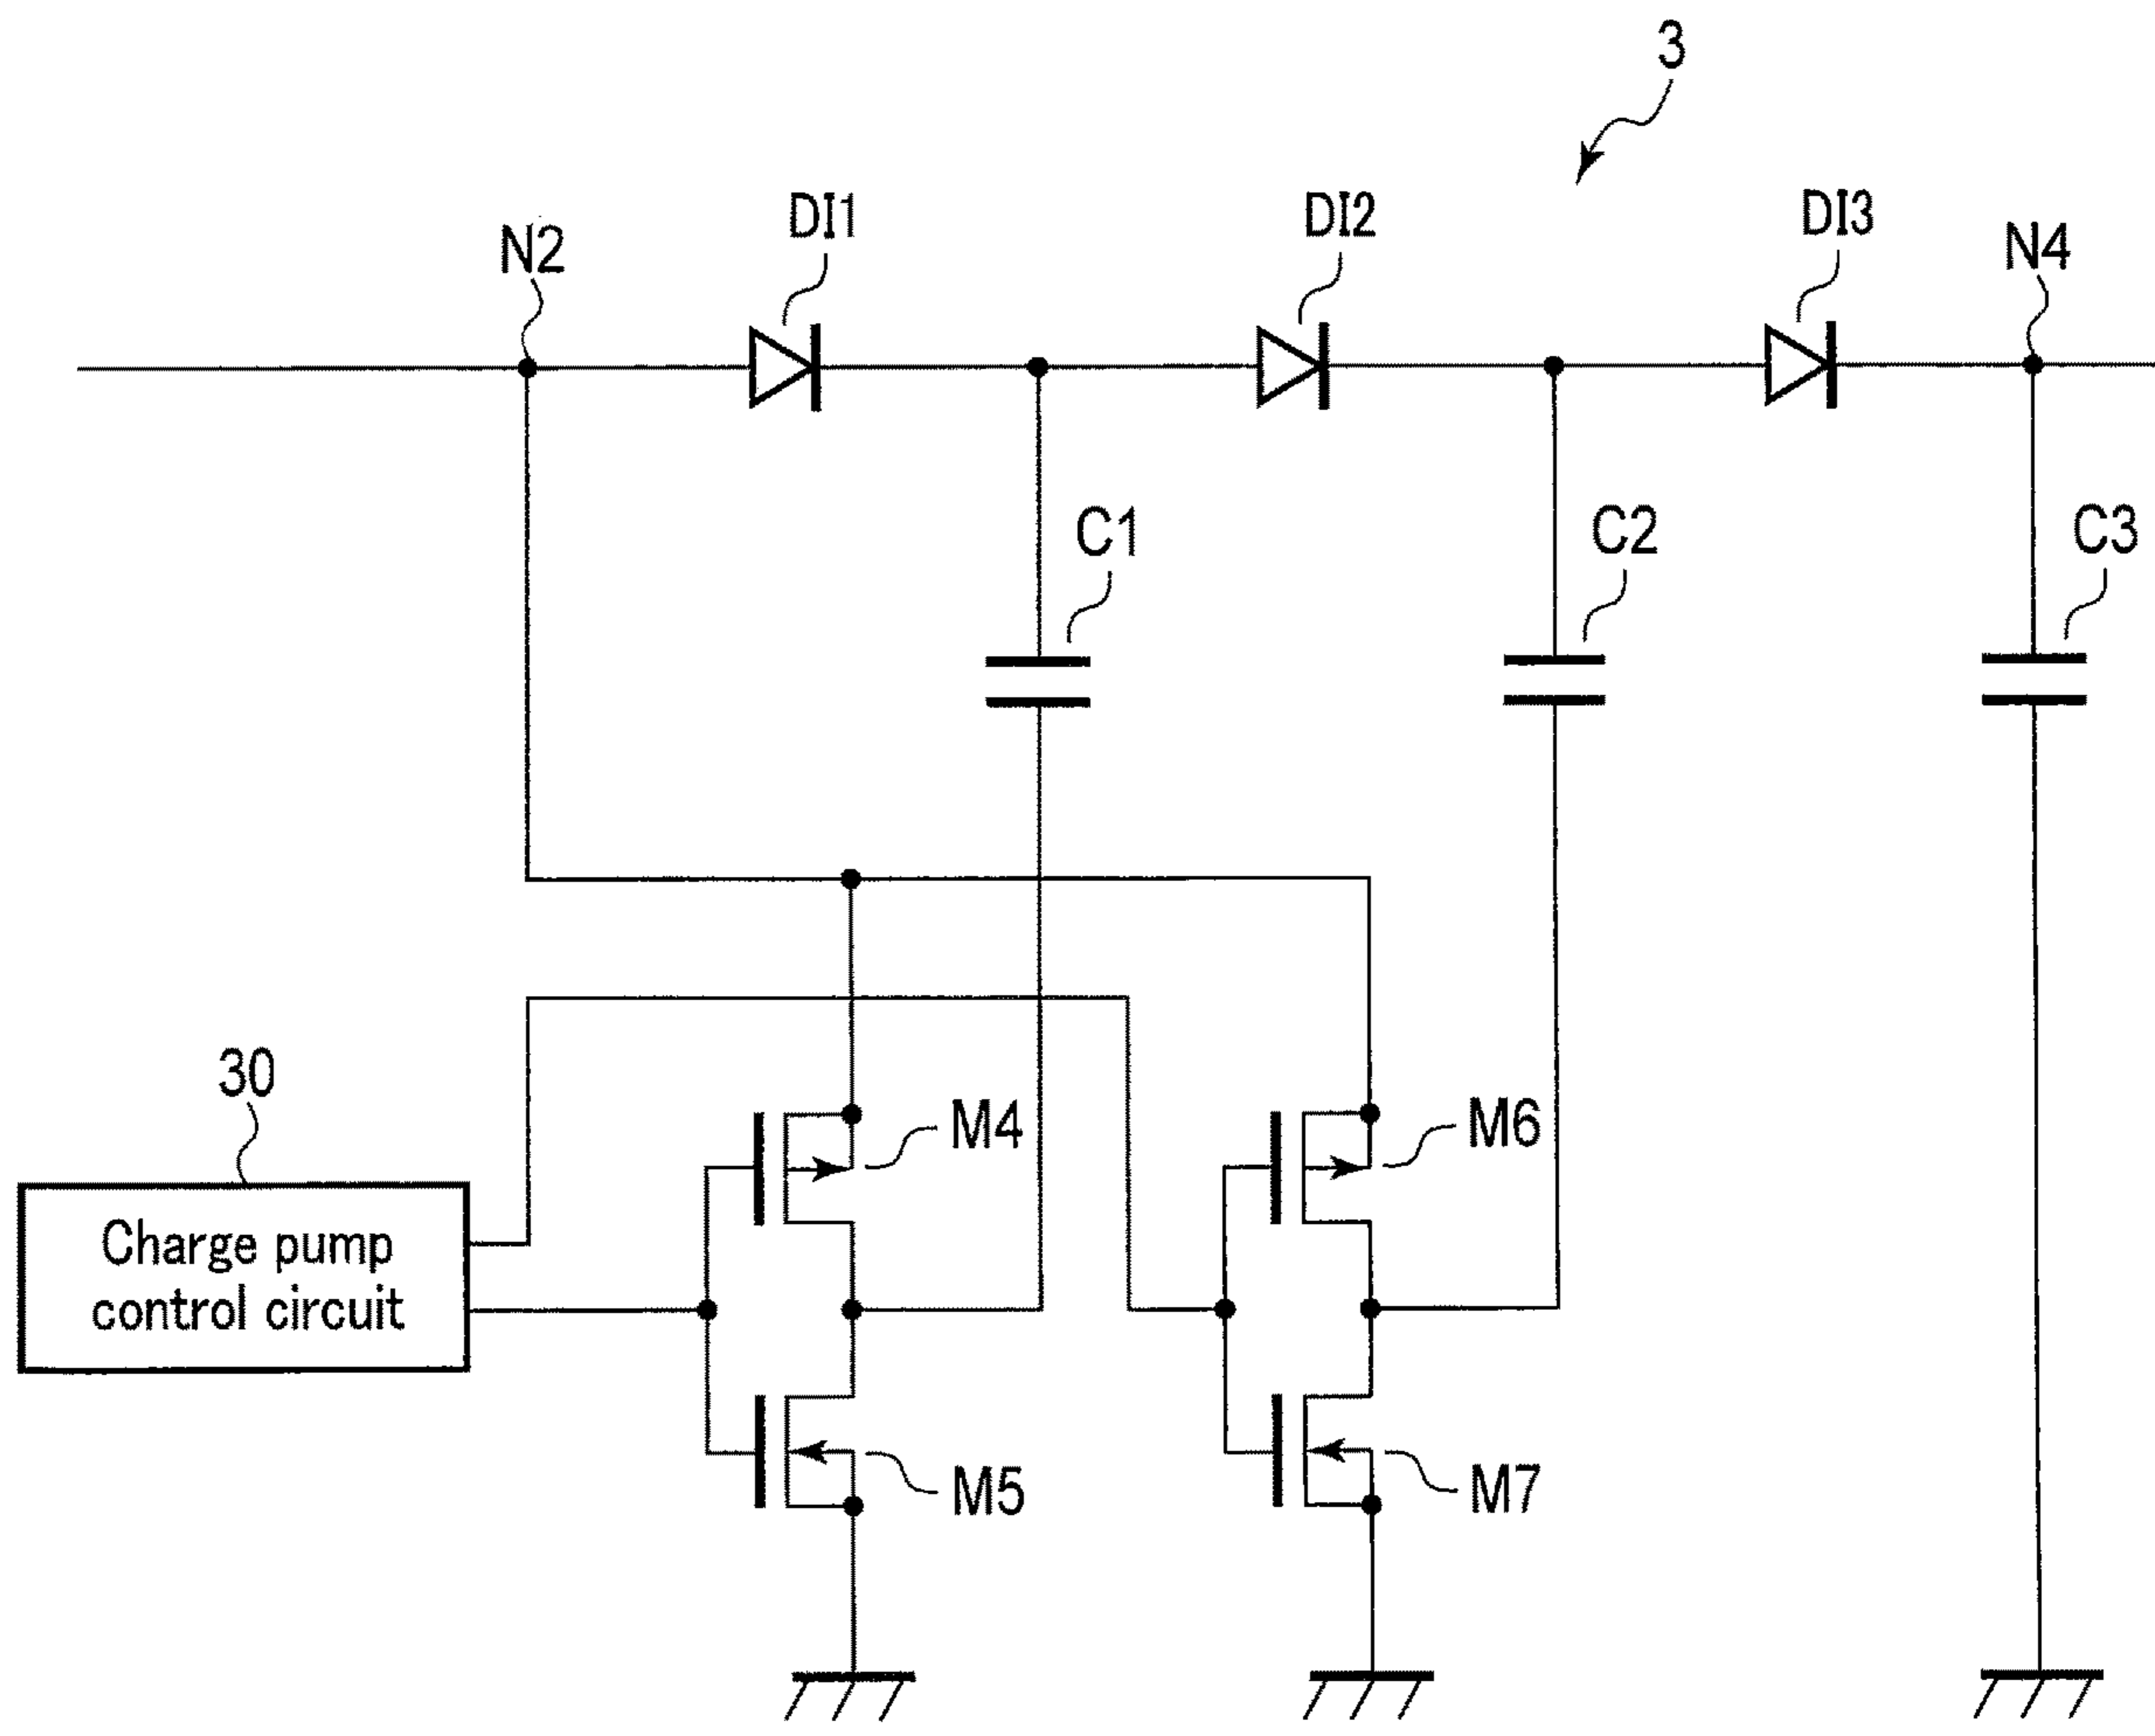 3
DI1
DI2
DI3
N2
N4
C1
C2
C3
30
M4
M6
Charge pump
control circuit
M5
M7